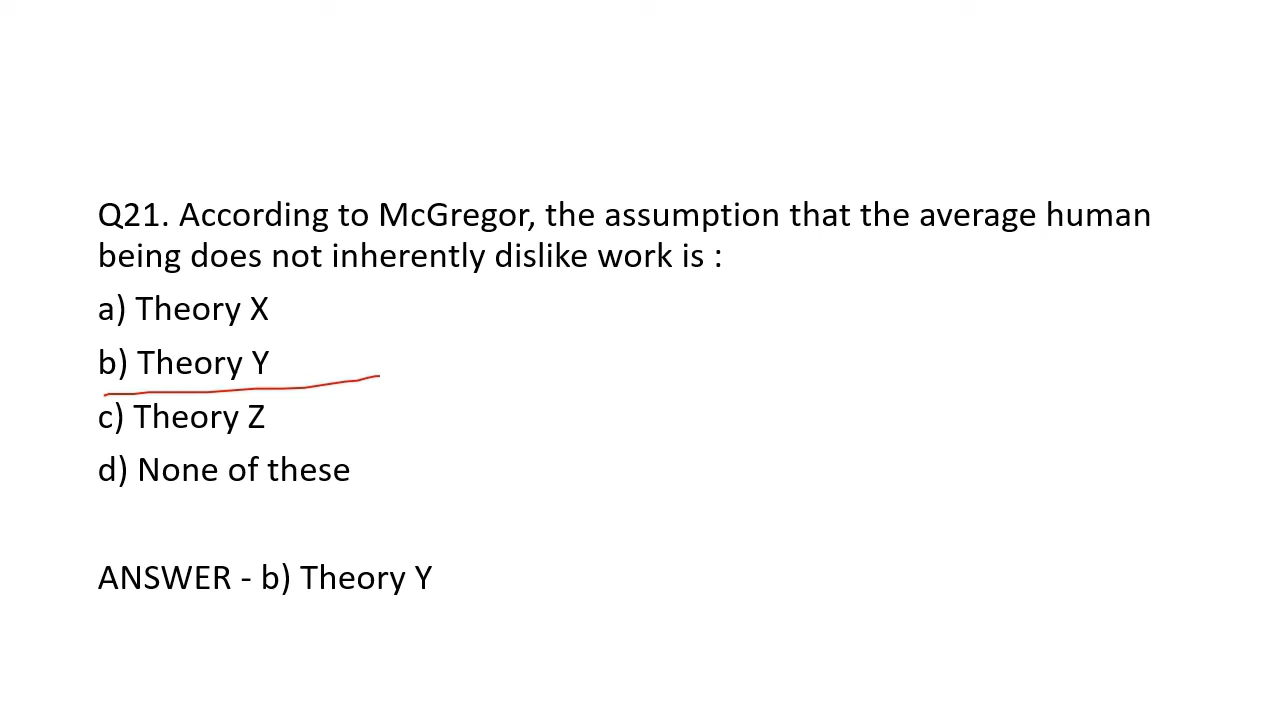 Q21. According to McGregor, the assumption that the average human
being does not inherently dislike work is :
a) Theory X
b) Theory Y
c) Theory Z
d) None of these
ANSWER - b) Theory Y